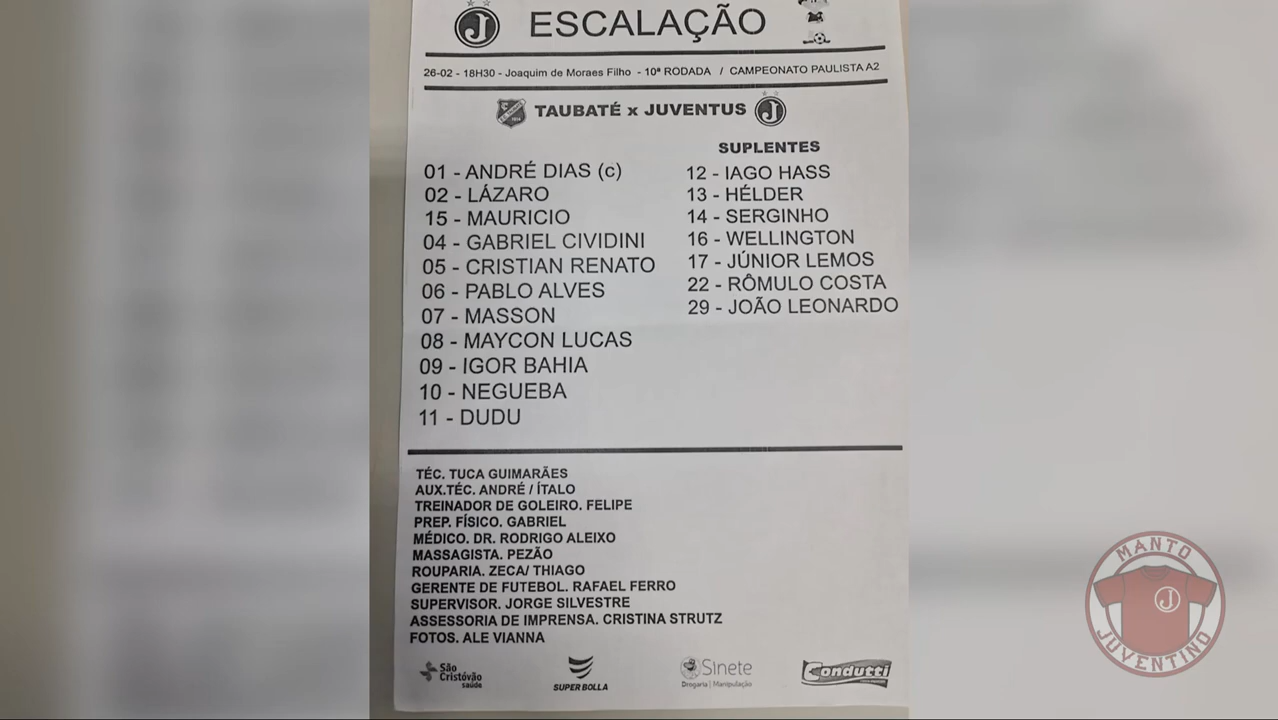 ESCALAÇÃO
26-02 - 18H30 - Joaquim de Moraes Filho - 10ª RODADA / CAMPEONATO PAULISTA A2
TAUBATÉ x JUVENTUS
01 - ANDRÉ DIAS (c)
02 - LÁZARO
15 - MAURICIO
04 - GABRIEL CIVIDINI
05 - CRISTIAN RENATO
06 - PABLO ALVES
07 - MASSON
08 - MAYCON LUCAS
09 - IGOR BAHIA
10 - NEGUEBA
11 - DUDU
SUPLENTES
12 - IAGO HASS
13 - HÉLDER
14 - SERGINHO
16 - WELLINGTON
17 - JÚNIOR LEMOS
22 - RÔMULO COSTA
29 - JOÃO LEONARDO
TÉC. TUCA GUIMARÃES
AUX.TÉC. ANDRÉ / ÍTALO
TREINADOR DE GOLEIRO. FELIPE
PREP. FÍSICO. GABRIEL
MÉDICO. DR. RODRIGO ALEIXO
MASSAGISTA. PEZÃO
ROUPARIA. ZECA/ THIAGO
GERENTE DE FUTEBOL. RAFAEL FERRO
SUPERVISOR. JORGE SILVESTRE
ASSESSORIA DE IMPRENSA. CRISTINA STRUTZ
FOTOS. ALE VIANNA
São
Cristóvão
saúde
SUPER BOLLA
Sinete
Drogaria | Manipulação
Condutti
MANTO
J
JUVENTINO